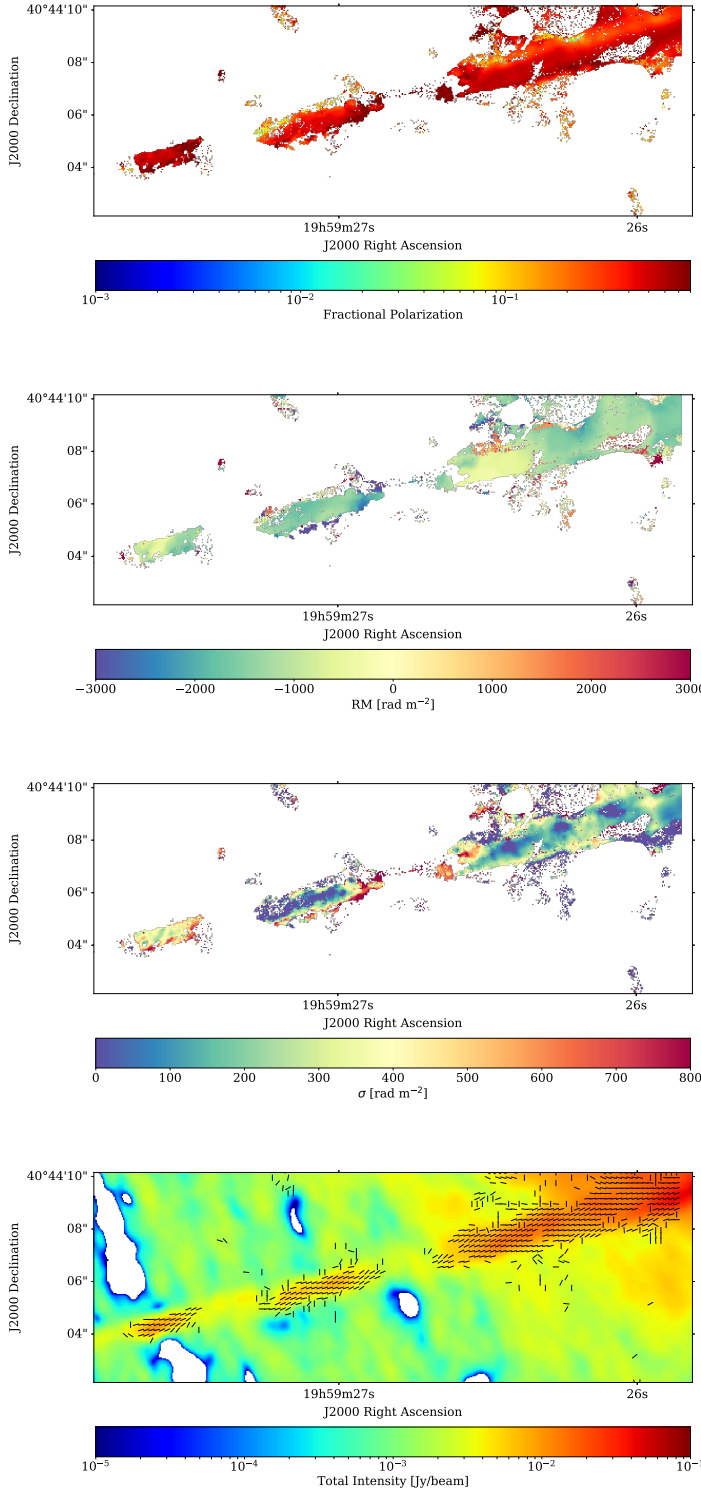 40°44'10"
08"
06"
04"
J2000 Declination
19h59m27s
26s
J2000 Right Ascension
10⁻³
10⁻²
10⁻¹
Fractional Polarization
40°44'10"
08"
06"
04"
J2000 Declination
19h59m27s
26s
J2000 Right Ascension
−3000
−2000
−1000
0
1000
2000
3000
RM [rad m⁻²]
40°44'10"
08"
06"
04"
J2000 Declination
19h59m27s
26s
J2000 Right Ascension
0
100
200
300
400
500
600
700
800
σ [rad m⁻²]
40°44'10"
08"
06"
04"
J2000 Declination
19h59m27s
26s
J2000 Right Ascension
10⁻⁵
10⁻⁴
10⁻³
10⁻²
Total Intensity [Jy/beam]